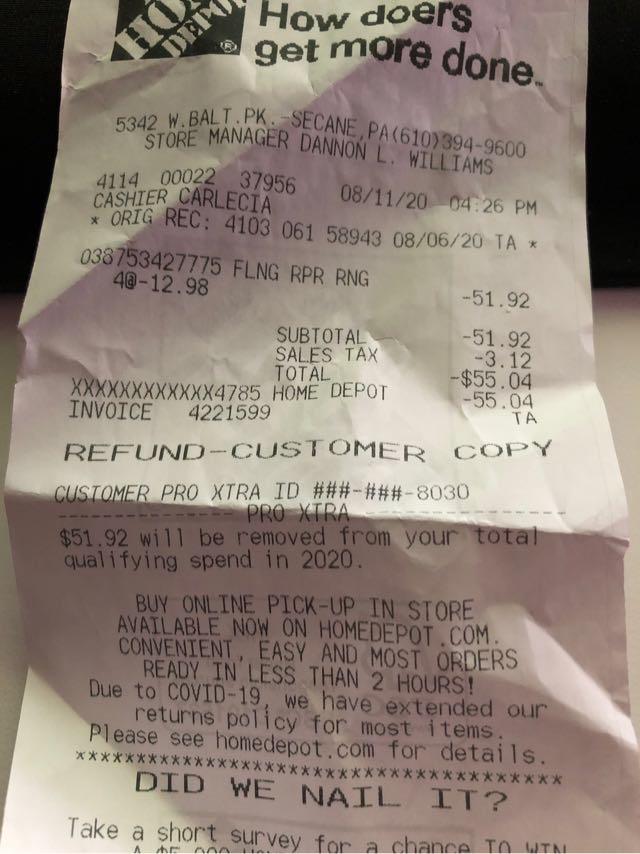 HO
DEPO
®
How doers
get more done™
5342 W.BALT.PK.-SECANE,PA(610)394-9600
STORE MANAGER DANNON L. WILLIAMS
4114 00022 37956 08/11/20 04:26 PM
CASHIER CARLECIA
* ORIG REC: 4103 061 58943 08/06/20 TA *
038753427775 FLNG RPR RNG
4@-12.98 -51.92
SUBTOTAL -51.92
SALES TAX -3.12
TOTAL -$55.04
XXXXXXXXXXXX4785 HOME DEPOT -55.04
INVOICE 4221599 TA
REFUND-CUSTOMER COPY
CUSTOMER PRO XTRA ID ###-###-8030
---------------- PRO XTRA ----------------
$51.92 will be removed from your total
qualifying spend in 2020.
BUY ONLINE PICK-UP IN STORE
AVAILABLE NOW ON HOMEDEPOT.COM.
CONVENIENT, EASY AND MOST ORDERS
READY IN LESS THAN 2 HOURS!
Due to COVID-19, we have extended our
returns policy for most items.
Please see homedepot.com for details.
******************************************
DID WE NAIL IT?
Take a short survey for a chance TO WIN
A $5,000